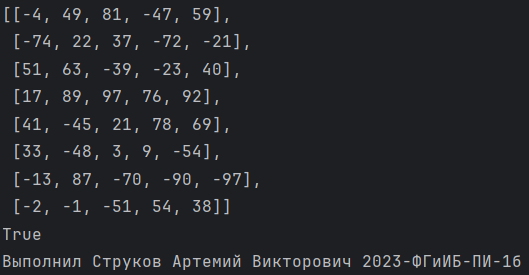 [[-4, 49, 81, -47, 59],
[-74, 22, 37, -72, -21],
[51, 63, -39, -23, 40],
[17, 89, 97, 76, 92],
[41, -45, 21, 78, 69],
[33, -48, 3, 9, -54],
[-13, 87, -70, -90, -97],
[-2, -1, -51, 54, 38]]
True
Выполнил Струков Артемий Викторович 2023-ФГиИБ-ПИ-16